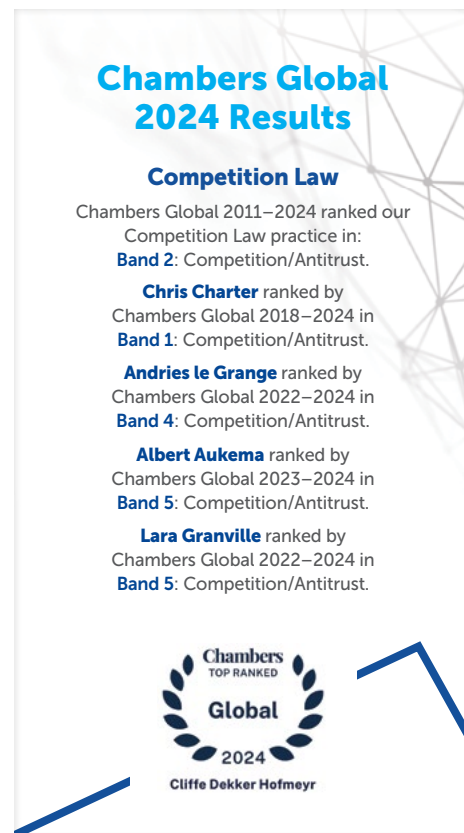 Chambers Global
2024 Results
Competition Law
Chambers Global 2011–2024 ranked our
Competition Law practice in:
Band 2: Competition/Antitrust.
Chris Charter ranked by
Chambers Global 2018–2024 in
Band 1: Competition/Antitrust.
Andries le Grange ranked by
Chambers Global 2022–2024 in
Band 4: Competition/Antitrust.
Albert Aukema ranked by
Chambers Global 2023–2024 in
Band 5: Competition/Antitrust.
Lara Granville ranked by
Chambers Global 2022–2024 in
Band 5: Competition/Antitrust.
Chambers
TOP RANKED
Global
2024
Cliffe Dekker Hofmeyr